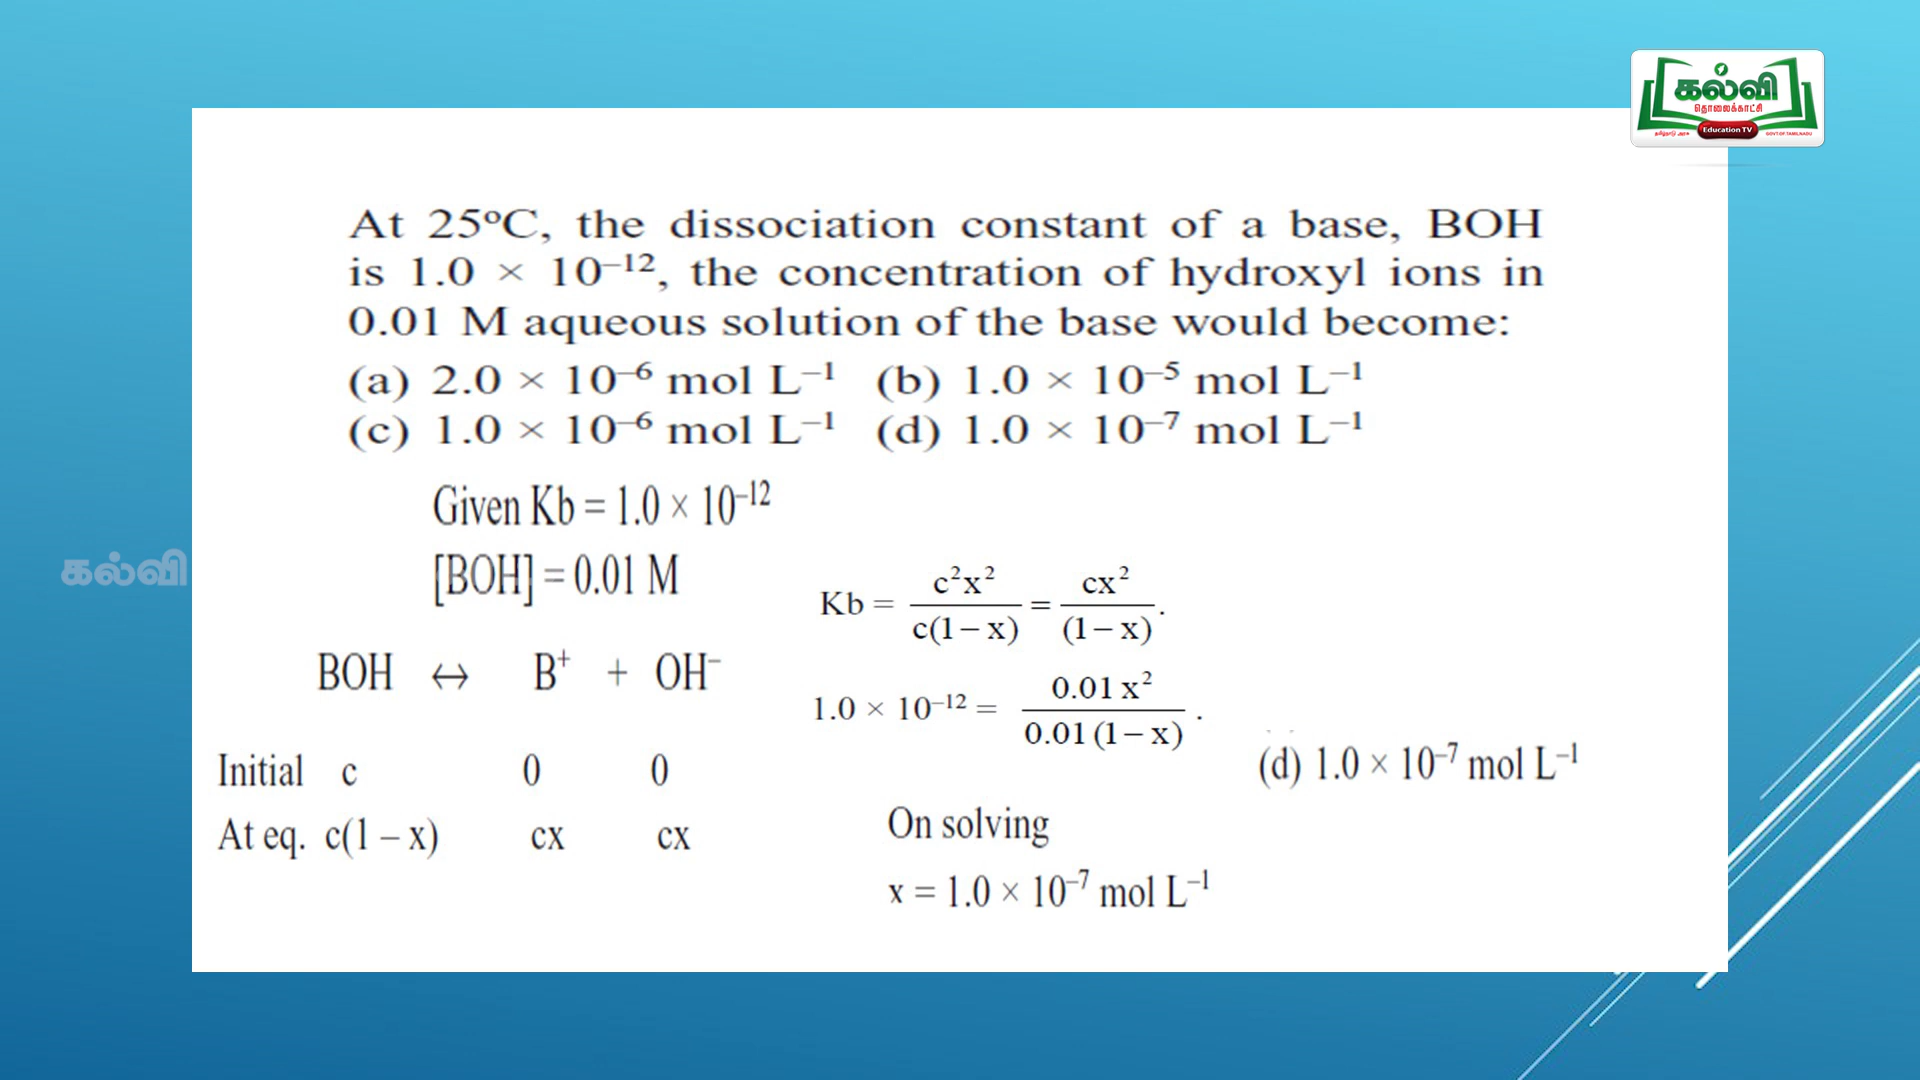 கல்வி
தொலைக்காட்சி
தமிழ்நாடு அரசு Education TV GOVT OF TAMILNADU
At 25°C, the dissociation constant of a base, BOH
is 1.0 × 10⁻¹², the concentration of hydroxyl ions in
0.01 M aqueous solution of the base would become:
(a) 2.0 × 10⁻⁶ mol L⁻¹ (b) 1.0 × 10⁻⁵ mol L⁻¹
(c) 1.0 × 10⁻⁶ mol L⁻¹ (d) 1.0 × 10⁻⁷ mol L⁻¹
Given Kb = 1.0 × 10⁻¹²
[BOH] = 0.01 M
கல்வி
BOH ↔ B⁺ + OH⁻
Initial c 0 0
At eq. c(1 – x) cx cx
Kb = c²x² / c(1 – x) = cx² / (1 – x).
1.0 × 10⁻¹² = 0.01 x² / 0.01 (1 – x) .
On solving
x = 1.0 × 10⁻⁷ mol L⁻¹
(d) 1.0 × 10⁻⁷ mol L⁻¹